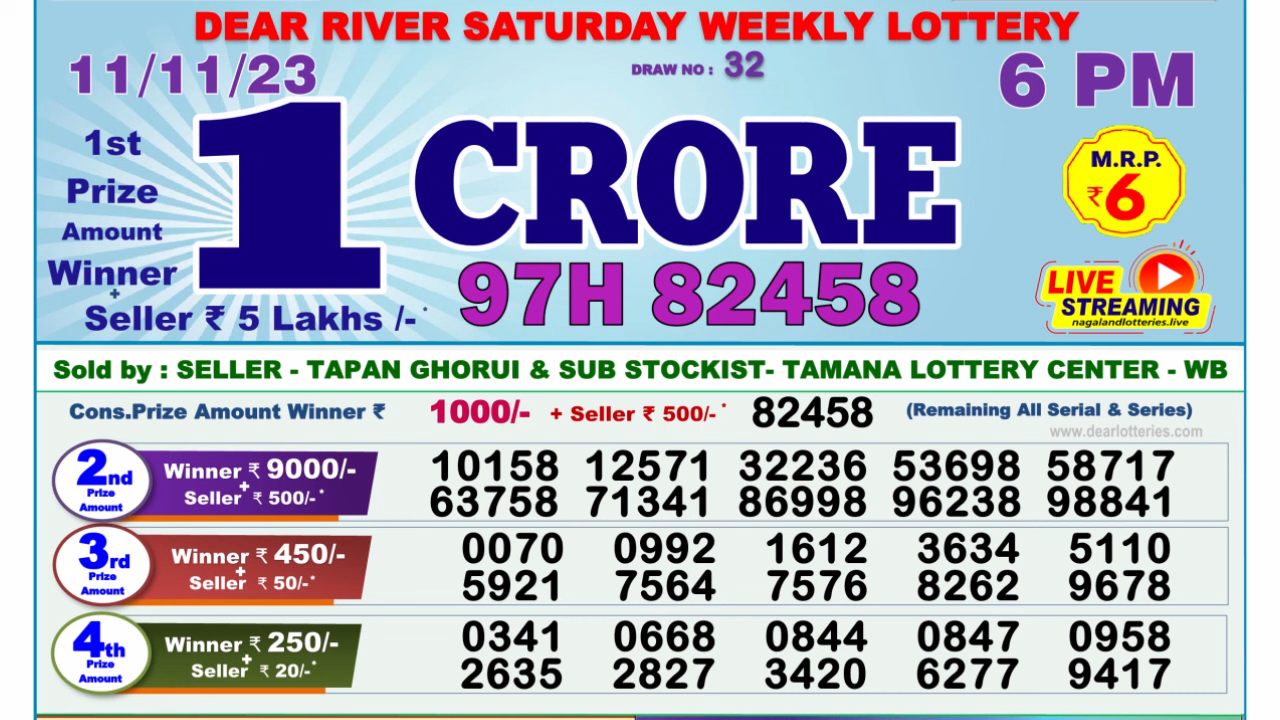 DEAR RIVER SATURDAY WEEKLY LOTTERY
11/11/23
DRAW NO : 32
6 PM
1st
Prize
Amount
Winner
+
Seller ₹ 5 Lakhs /- *
1 CRORE
97H 82458
M.R.P.
₹6
LIVE
STREAMING
nagalandlotteries.live
Sold by : SELLER - TAPAN GHORUI & SUB STOCKIST- TAMANA LOTTERY CENTER - WB
Cons.Prize Amount Winner ₹ 1000/- + Seller ₹ 500/- * 82458 (Remaining All Serial & Series)
www.dearlotteries.com
2nd
Prize
Amount
Winner ₹ 9000/-
+
Seller ₹ 500/- *
10158 12571 32236 53698 58717
63758 71341 86998 96238 98841
3rd
Prize
Amount
Winner ₹ 450/-
+
Seller ₹ 50/- *
0070 0992 1612 3634 5110
5921 7564 7576 8262 9678
4th
Prize
Amount
Winner ₹ 250/-
+
Seller ₹ 20/- *
0341 0668 0844 0847 0958
2635 2827 3420 6277 9417